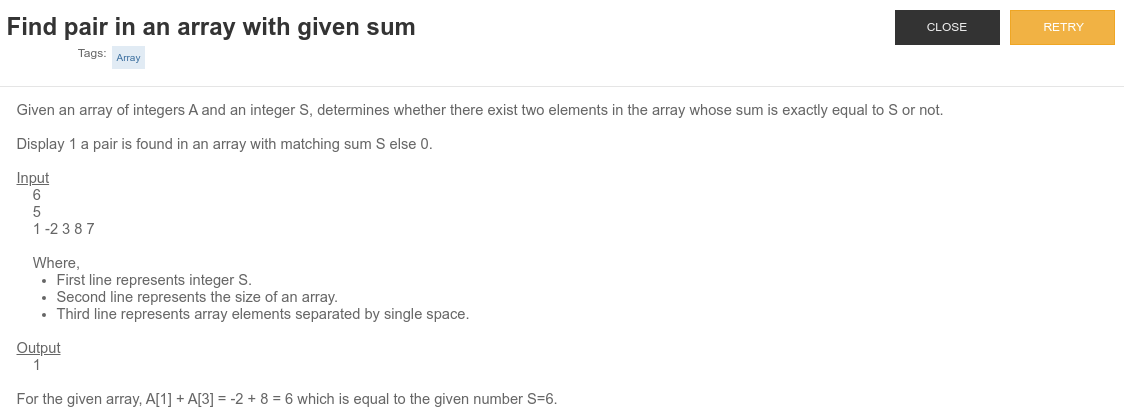 Find pair in an array with given sum
CLOSE
RETRY
Tags: Array
Given an array of integers A and an integer S, determines whether there exist two elements in the array whose sum is exactly equal to S or not.
Display 1 a pair is found in an array with matching sum S else 0.
Input
6
5
1 -2 3 8 7
Where,
• First line represents integer S.
• Second line represents the size of an array.
• Third line represents array elements separated by single space.
Output
1
For the given array, A[1] + A[3] = -2 + 8 = 6 which is equal to the given number S=6.